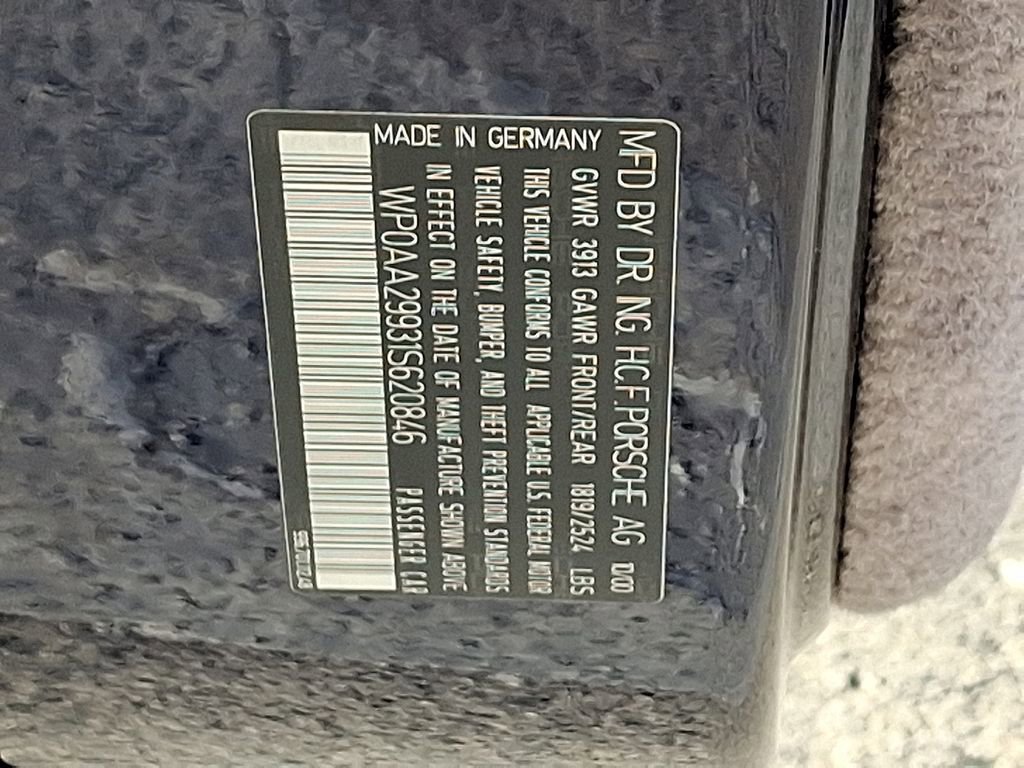 MFD BY DR ING. H.C.F. PORSCHE AG 10/00
GVWR 3913 GAWR FRONT/REAR 1819/2524 LBS
THIS VEHICLE CONFORMS TO ALL APPLICABLE U.S. FEDERAL MOTOR
VEHICLE SAFETY, BUMPER, AND THEFT PREVENTION STANDARDS
IN EFFECT ON THE DATE OF MANUFACTURE SHOWN ABOVE
MADE IN GERMANY
WP0AA29931S620846 PASSENGER CAR